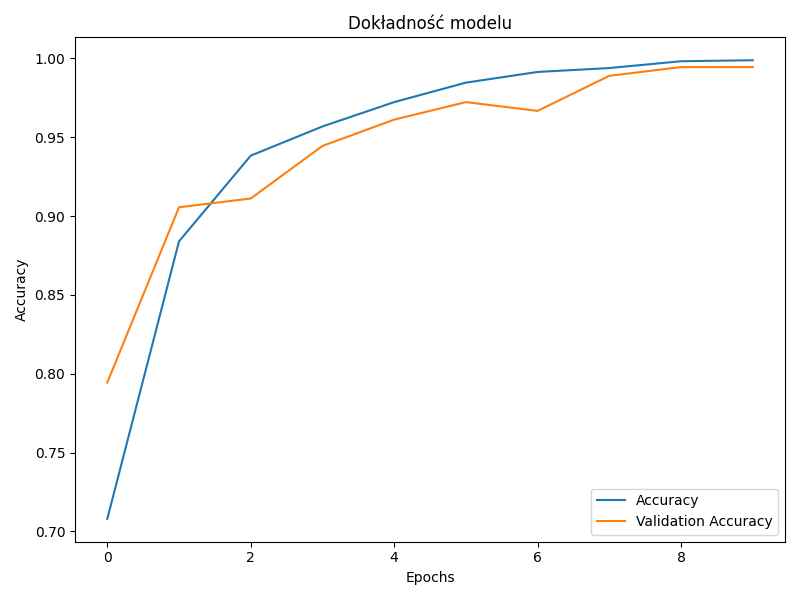 Dokładność modelu
Accuracy
1.00
0.95
0.90
0.85
0.80
0.75
0.70
0 2 4 6 8
Epochs
Accuracy
Validation Accuracy